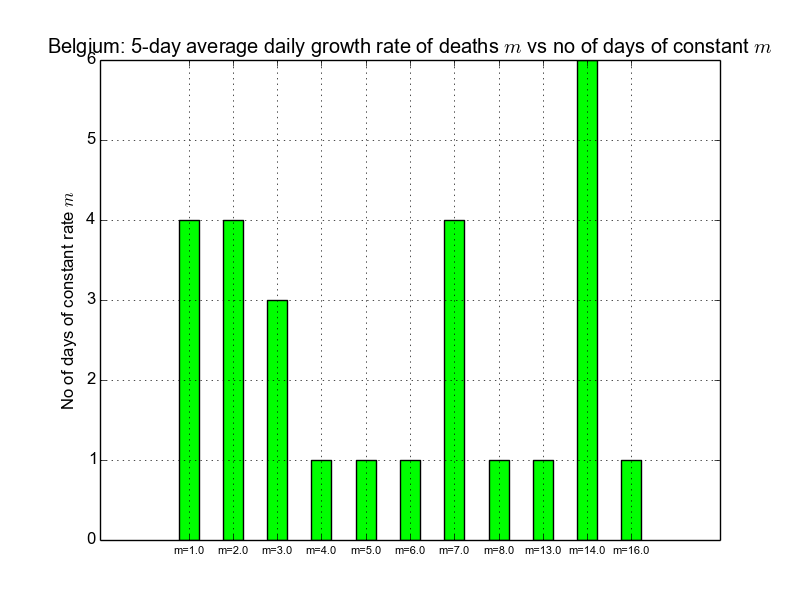 Belgium: 5-day average daily growth rate of deaths m vs no of days of constant m
No of days of constant rate m
6
5
4
3
2
1
0
m=1.0 m=2.0 m=3.0 m=4.0 m=5.0 m=6.0 m=7.0 m=8.0 m=13.0 m=14.0 m=16.0